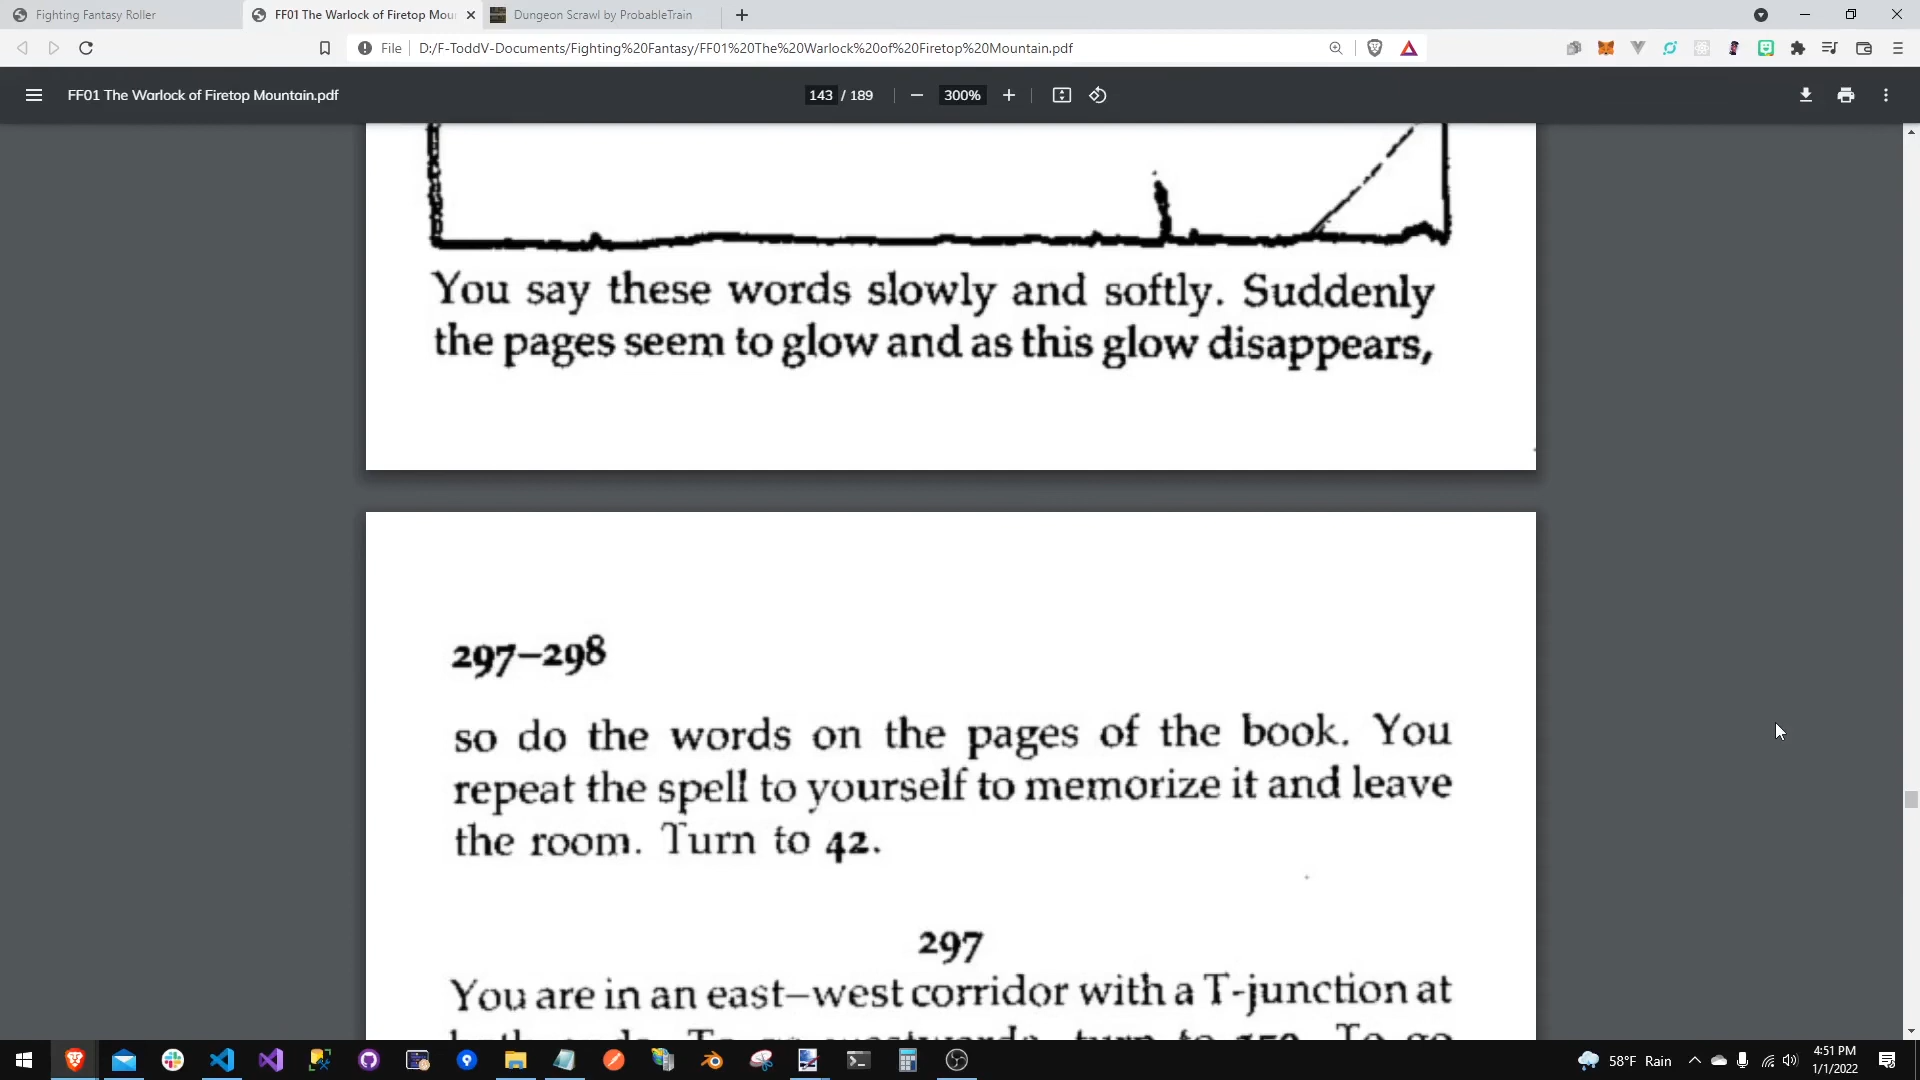 Fighting Fantasy Roller
FF01 The Warlock of Firetop Moun
Dungeon Scrawl by ProbableTrain
File
D:/F-ToddV-Documents/Fighting%20Fantasy/FF01%20The%20Warlock%20of%20Firetop%20Mountain.pdf
FF01 The Warlock of Firetop Mountain.pdf
143 / 189
300%
You say these words slowly and softly. Suddenly
the pages seem to glow and as this glow disappears,
297–298
so do the words on the pages of the book. You
repeat the spell to yourself to memorize it and leave
the room. Turn to 42.
297
You are in an east–west corridor with a T-junction at
58°F Rain
4:51 PM
1/1/2022